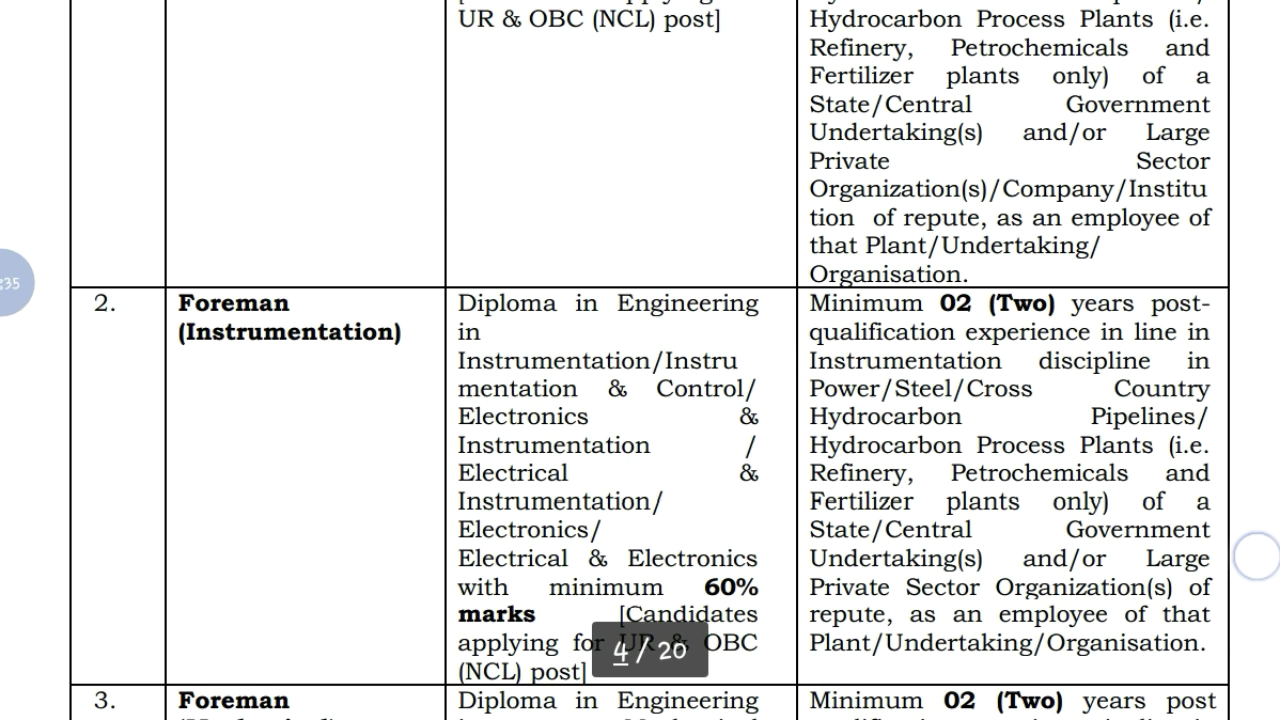 UR & OBC (NCL) post]
Hydrocarbon Process Plants (i.e.
Refinery, Petrochemicals and
Fertilizer plants only) of a
State/Central Government
Undertaking(s) and/or Large
Private Sector
Organization(s)/Company/Institu
tion of repute, as an employee of
that Plant/Undertaking/
Organisation.
:35
2.
Foreman
(Instrumentation)
Diploma in Engineering
in
Instrumentation/Instru
mentation & Control/
Electronics &
Instrumentation /
Electrical &
Instrumentation/
Electronics/
Electrical & Electronics
with minimum 60%
marks [Candidates
applying for UR & OBC
(NCL) post]
Minimum 02 (Two) years post-
qualification experience in line in
Instrumentation discipline in
Power/Steel/Cross Country
Hydrocarbon Pipelines/
Hydrocarbon Process Plants (i.e.
Refinery, Petrochemicals and
Fertilizer plants only) of a
State/Central Government
Undertaking(s) and/or Large
Private Sector Organization(s) of
repute, as an employee of that
Plant/Undertaking/Organisation.
4 / 20
3.
Foreman
Diploma in Engineering
Minimum 02 (Two) years post